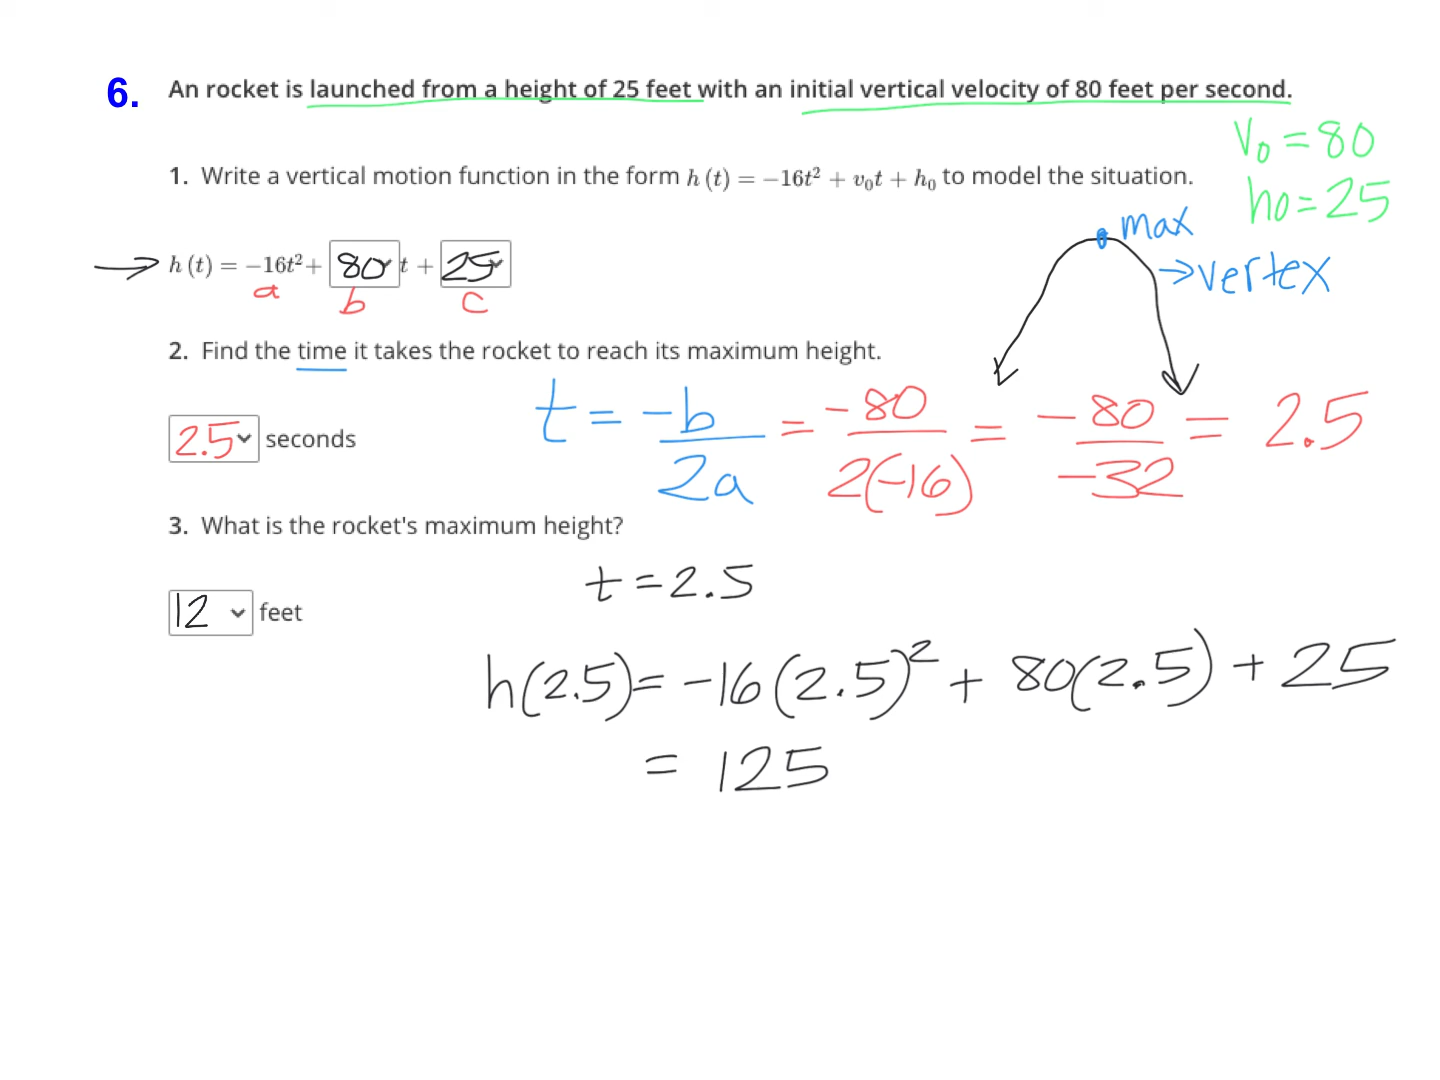 6. An rocket is launched from a height of 25 feet with an initial vertical velocity of 80 feet per second.
V₀ = 80
1. Write a vertical motion function in the form h (t) = −16t² + v₀t + h₀ to model the situation.
h0 = 25
max
→ h (t) = −16t² + 80 t + 25
→ vertex
a b c
2. Find the time it takes the rocket to reach its maximum height.
2.5 seconds
t = -b/2a = -80/2(-16) = -80/-32 = 2.5
3. What is the rocket's maximum height?
t = 2.5
12 feet
h(2.5) = -16(2.5)² + 80(2.5) + 25
= 125